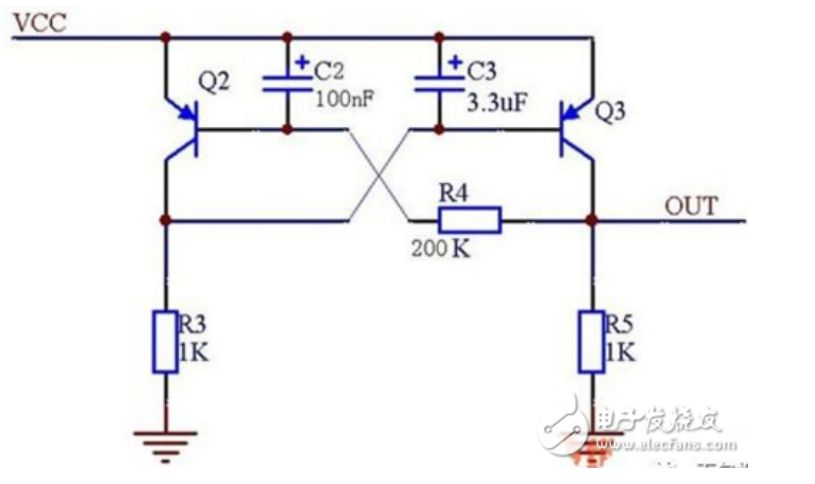 VCC
Q2
+
C2
100nF
+
C3
3.3uF
Q3
R4
200 K
OUT
R3
1K
R5
1K
电子发烧友
www.elecfans.com